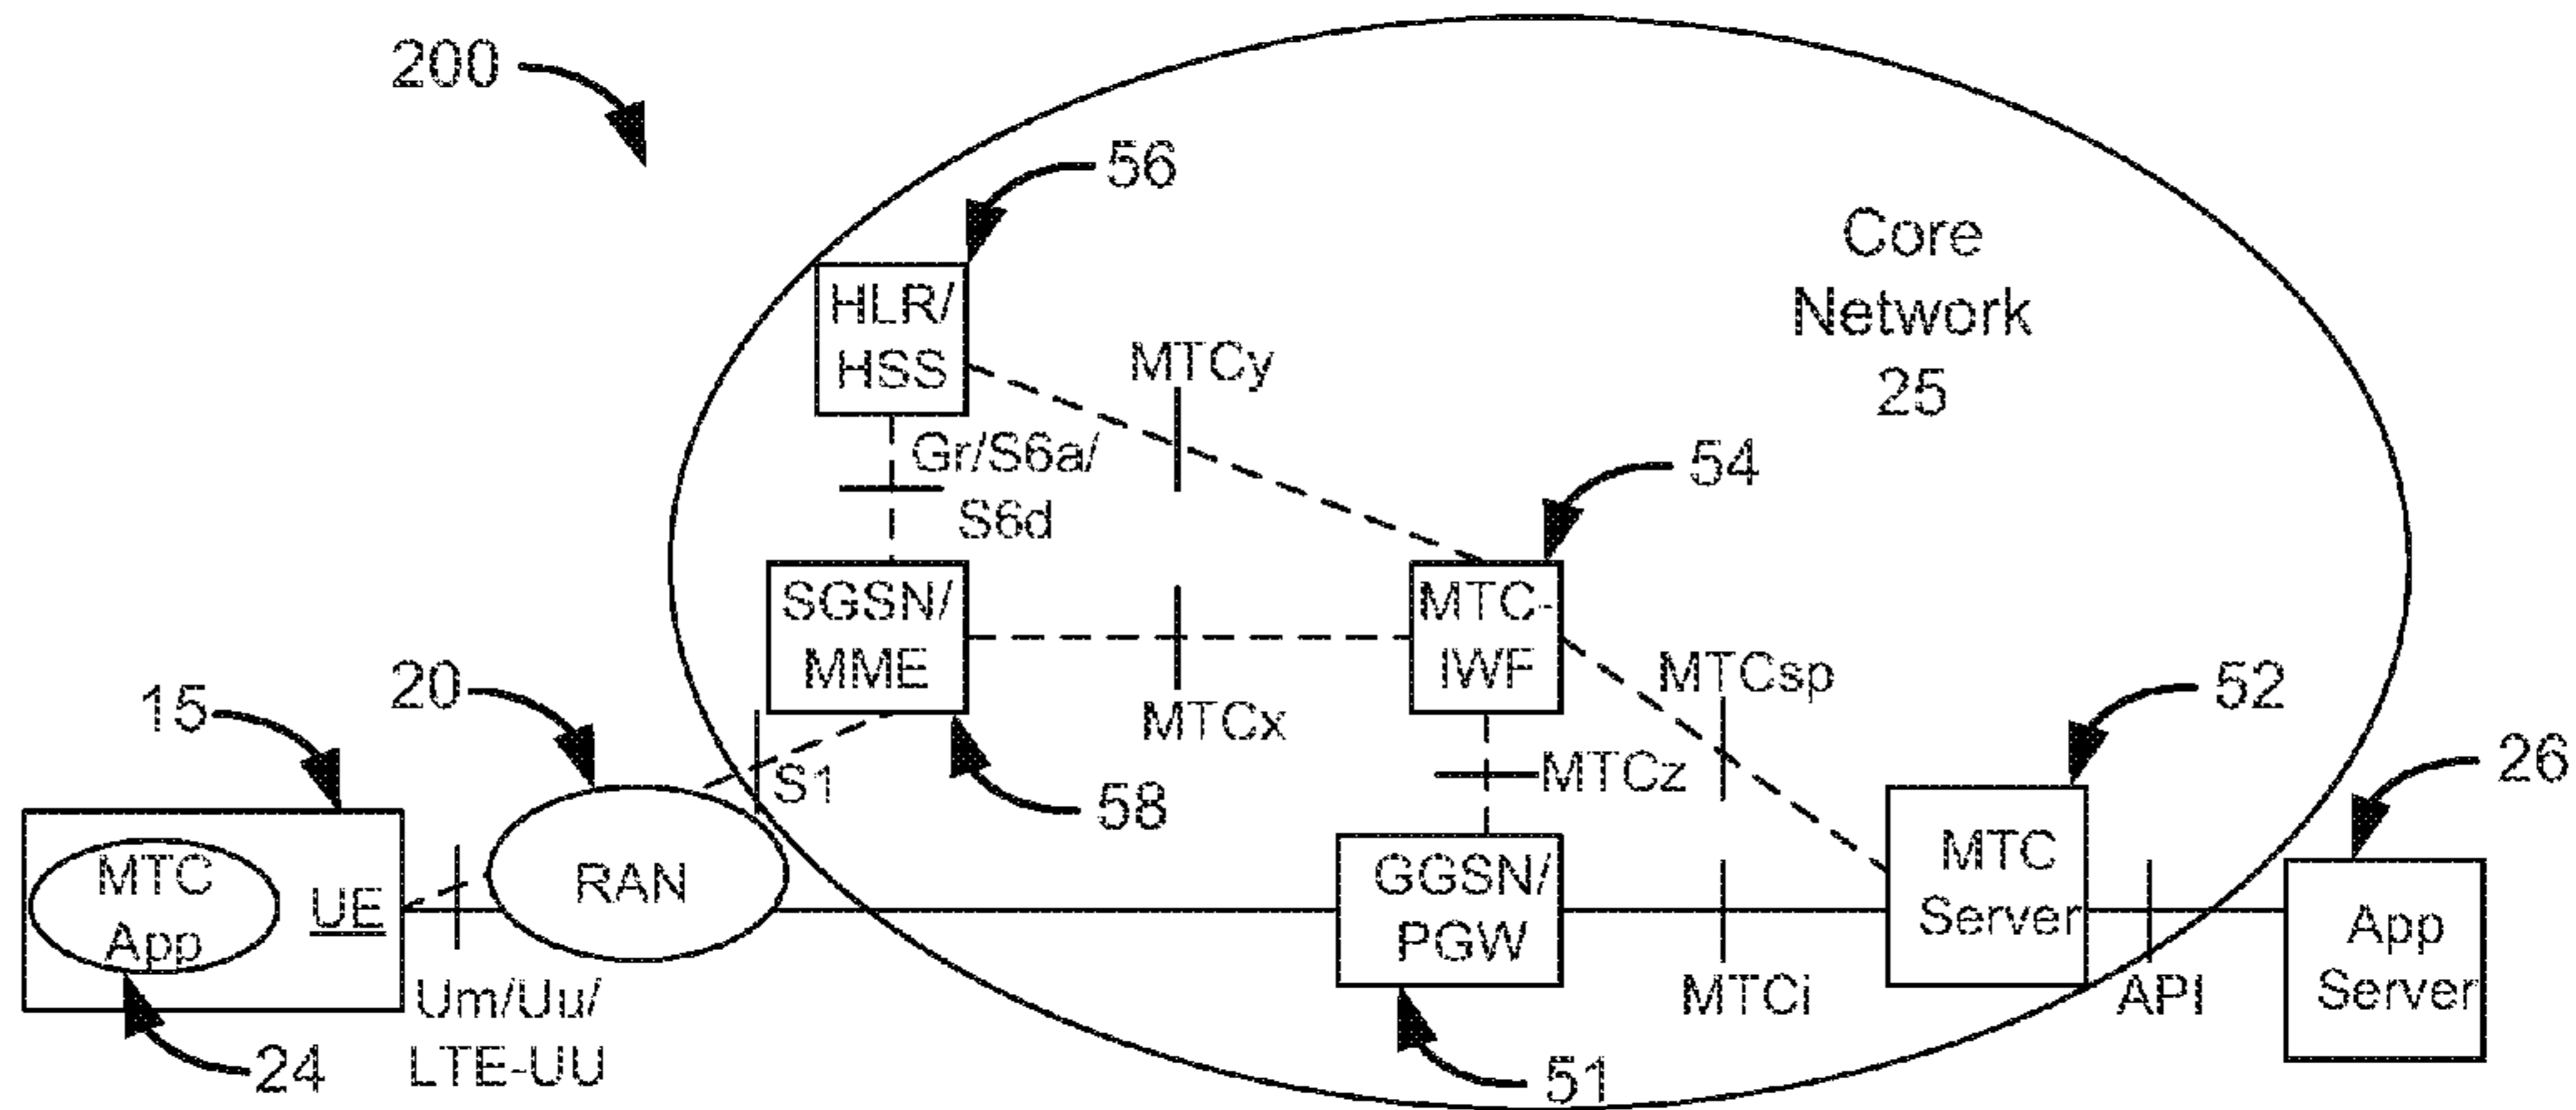 200
56
Core
Network
25
HLR/
HSS
MTCy
Gr/S6a/
S6d
54
SGSN/
MME
MTC-
IWF
MTCx
MTCsp
52
20
15
S1
58
MTCz
26
MTC
App
UE
RAN
GGSN/
PGW
MTC
Server
App
Server
Um/Uu/
LTE-UU
MTCi
API
24
51